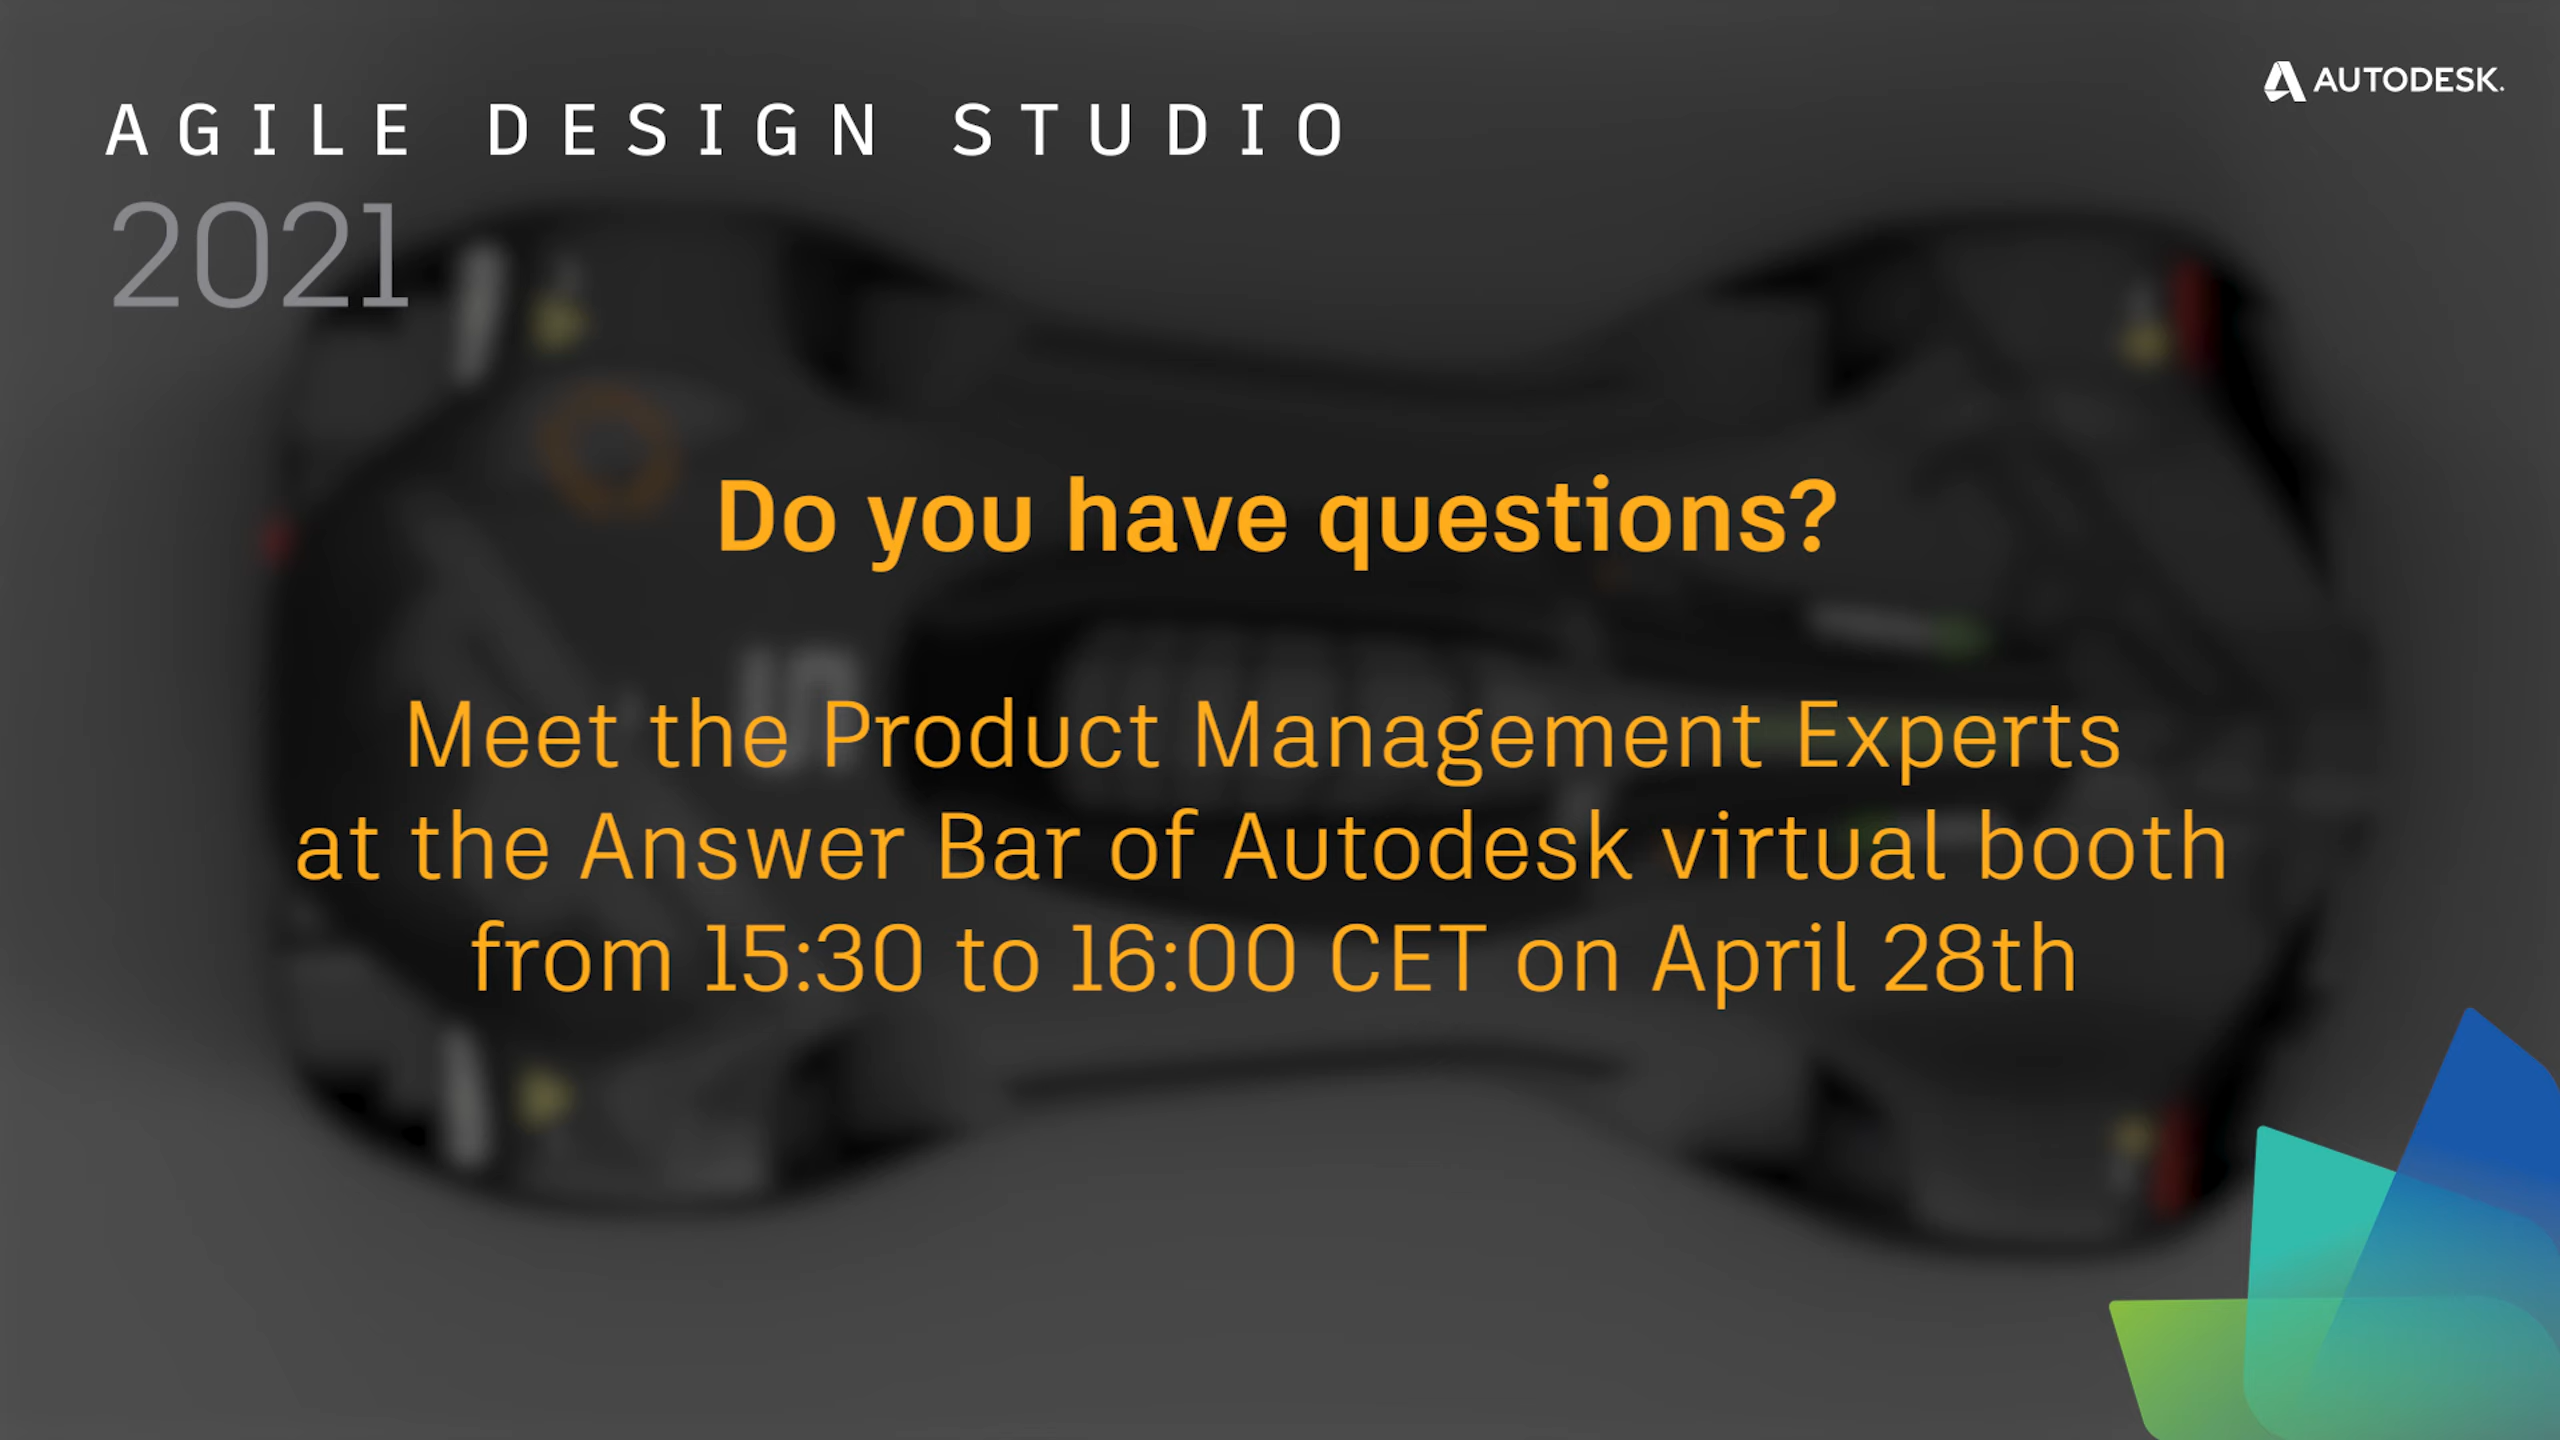 AGILE DESIGN STUDIO
2021
AUTODESK.
Do you have questions?
Meet the Product Management Experts
at the Answer Bar of Autodesk virtual booth
from 15:30 to 16:00 CET on April 28th